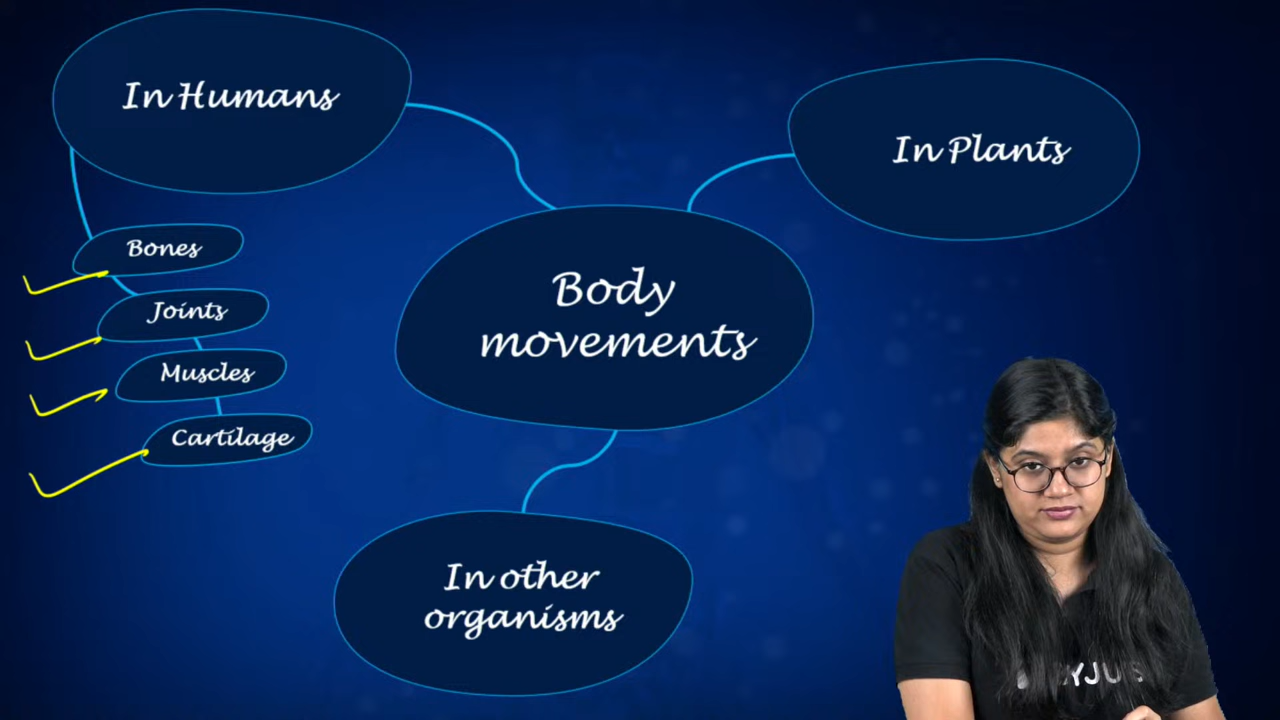 In Humans
In Plants
Bones
Joints
Muscles
Cartilage
Body
movements
In other
organisms